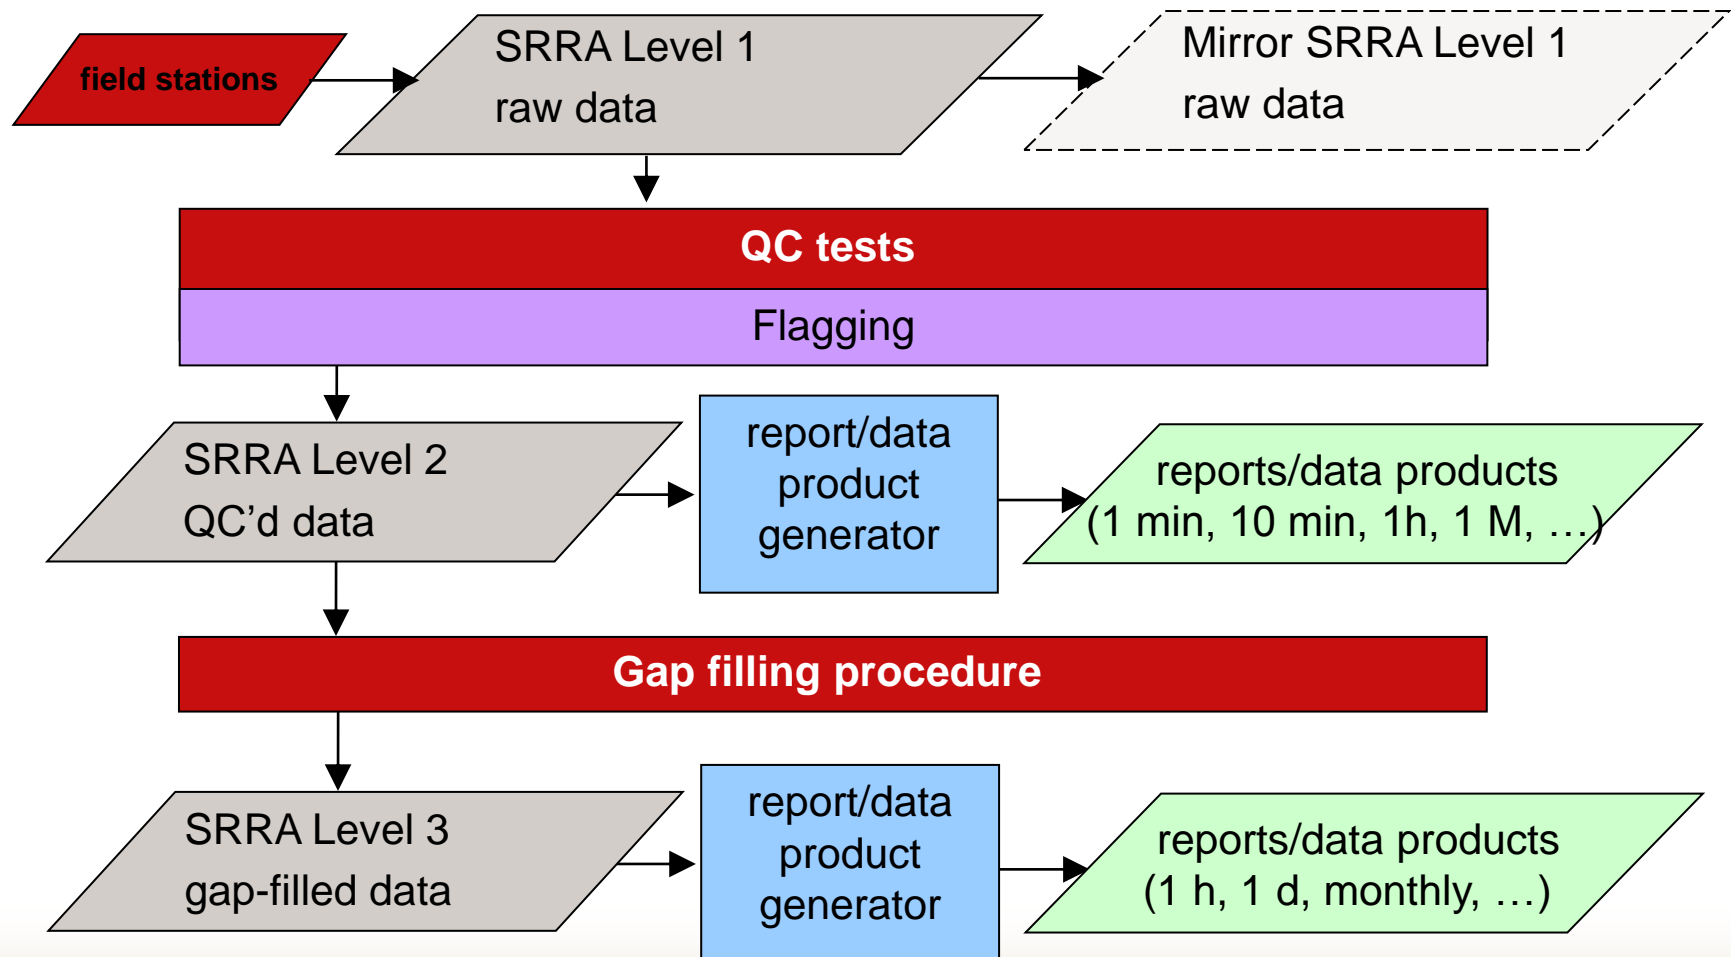 field stations
SRRA Level 1
raw data
Mirror SRRA Level 1
raw data
QC tests
Flagging
SRRA Level 2
QC’d data
report/data
product
generator
reports/data products
(1 min, 10 min, 1h, 1 M, …)
Gap filling procedure
SRRA Level 3
gap-filled data
report/data
product
generator
reports/data products
(1 h, 1 d, monthly, …)